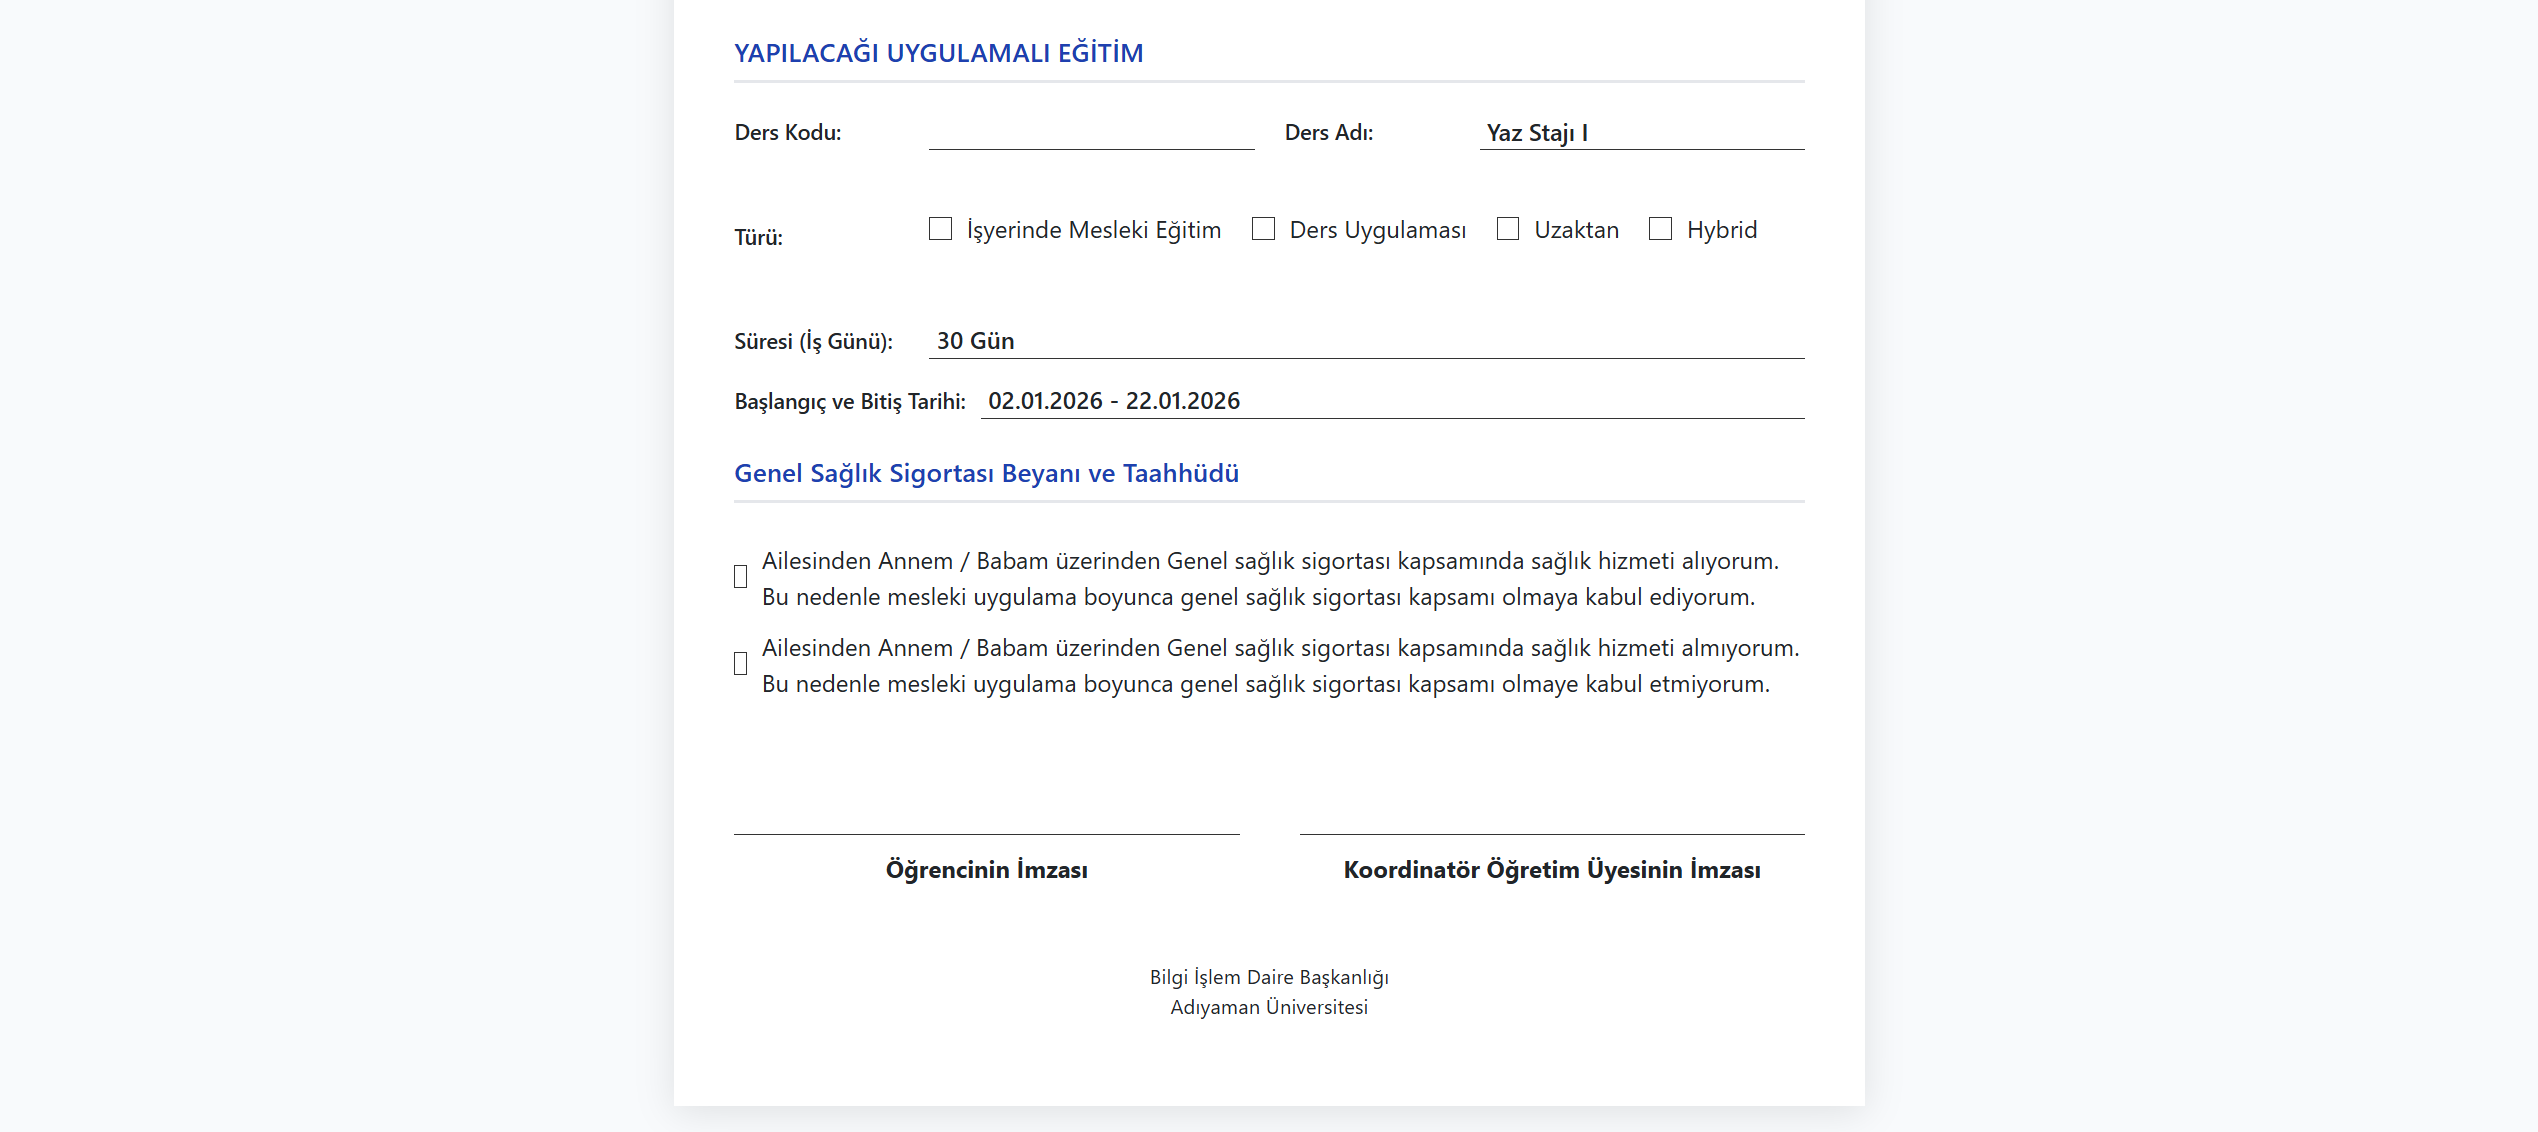 YAPILACAĞI UYGULAMALI EĞİTİM
Ders Kodu: Ders Adı: Yaz Stajı I
Türü: İşyerinde Mesleki Eğitim Ders Uygulaması Uzaktan Hybrid
Süresi (İş Günü): 30 Gün
Başlangıç ve Bitiş Tarihi: 02.01.2026 - 22.01.2026
Genel Sağlık Sigortası Beyanı ve Taahhüdü
Ailesinden Annem / Babam üzerinden Genel sağlık sigortası kapsamında sağlık hizmeti alıyorum.
Bu nedenle mesleki uygulama boyunca genel sağlık sigortası kapsamı olmaya kabul ediyorum.
Ailesinden Annem / Babam üzerinden Genel sağlık sigortası kapsamında sağlık hizmeti almıyorum.
Bu nedenle mesleki uygulama boyunca genel sağlık sigortası kapsamı olmaye kabul etmiyorum.
Öğrencinin İmzası Koordinatör Öğretim Üyesinin İmzası
Bilgi İşlem Daire Başkanlığı
Adıyaman Üniversitesi